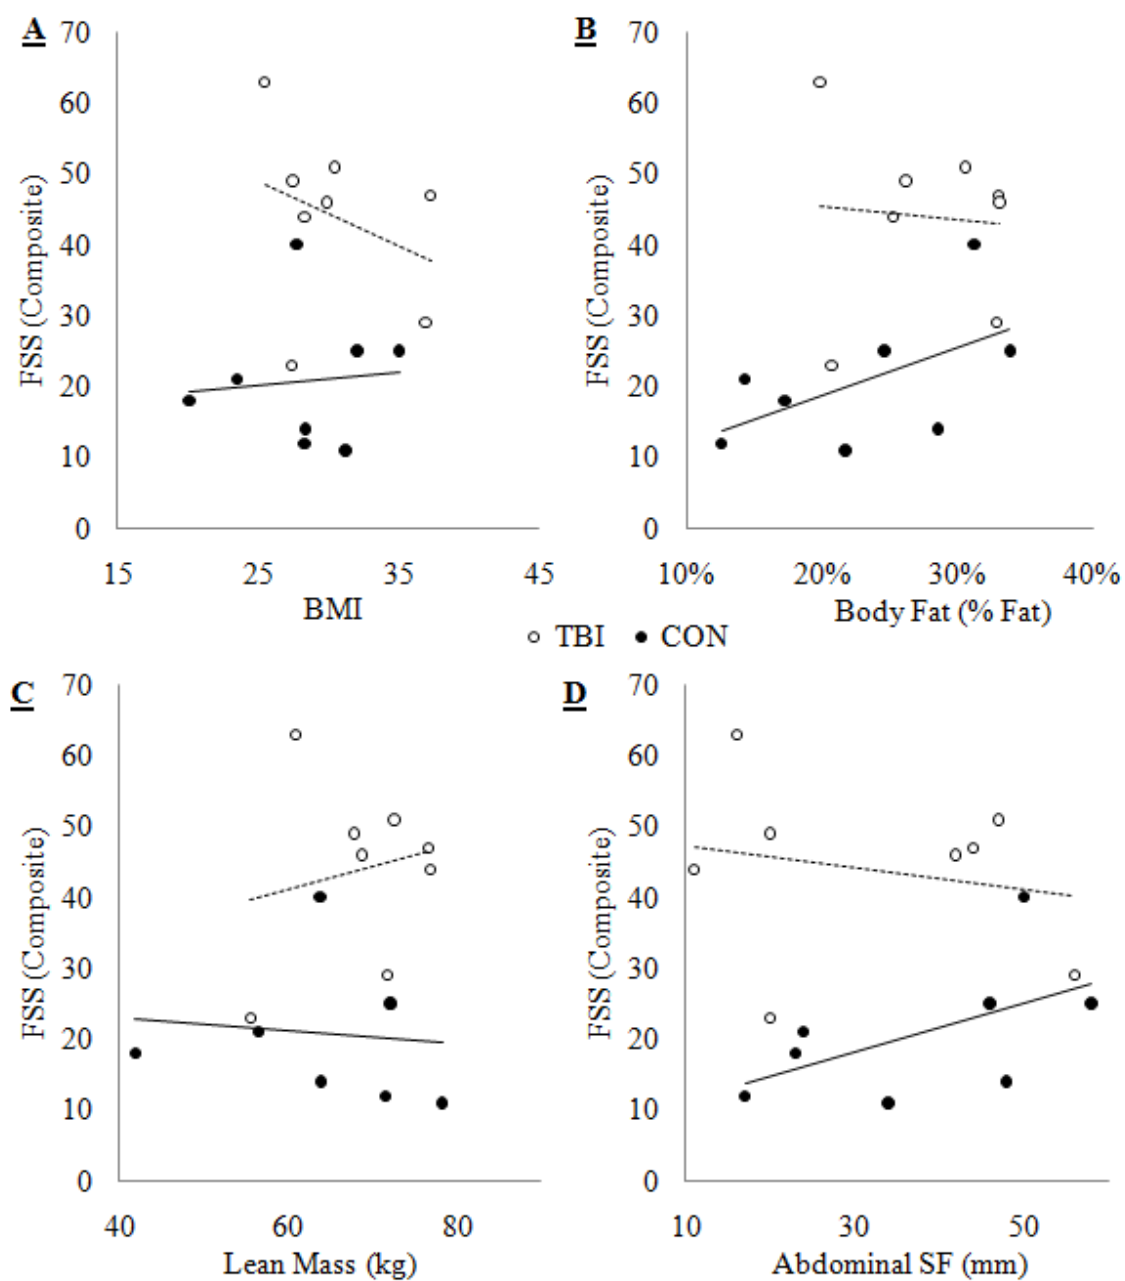 A
70
60
50
40
30
20
10
0
FSS (Composite)
15 25 35 45
BMI
B
70
60
50
40
30
20
10
0
FSS (Composite)
10% 20% 30% 40%
Body Fat (% Fat)
TBI CON
C
70
60
50
40
30
20
10
0
FSS (Composite)
40 60 80
Lean Mass (kg)
D
70
60
50
40
30
20
10
0
FSS (Composite)
10 30 50
Abdominal SF (mm)